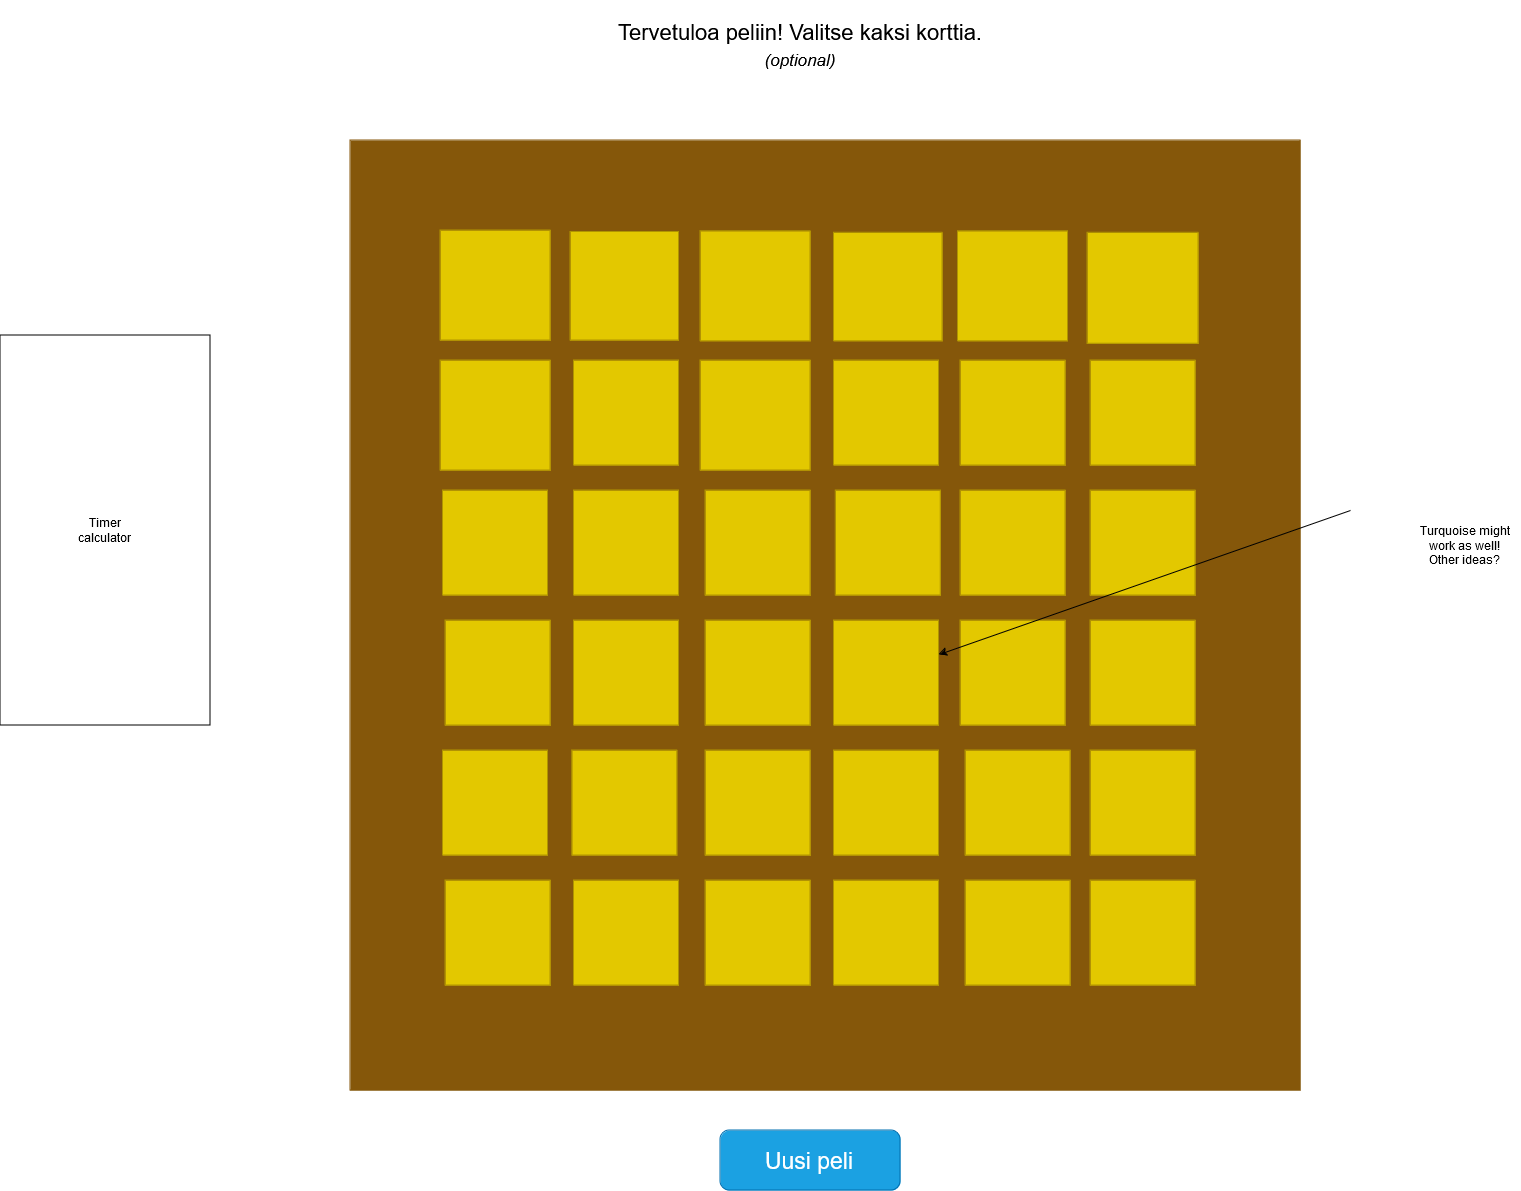 Tervetuloa peliin! Valitse kaksi korttia.
(optional)
Timer
calculator
Turquoise might
work as well!
Other ideas?
Uusi peli